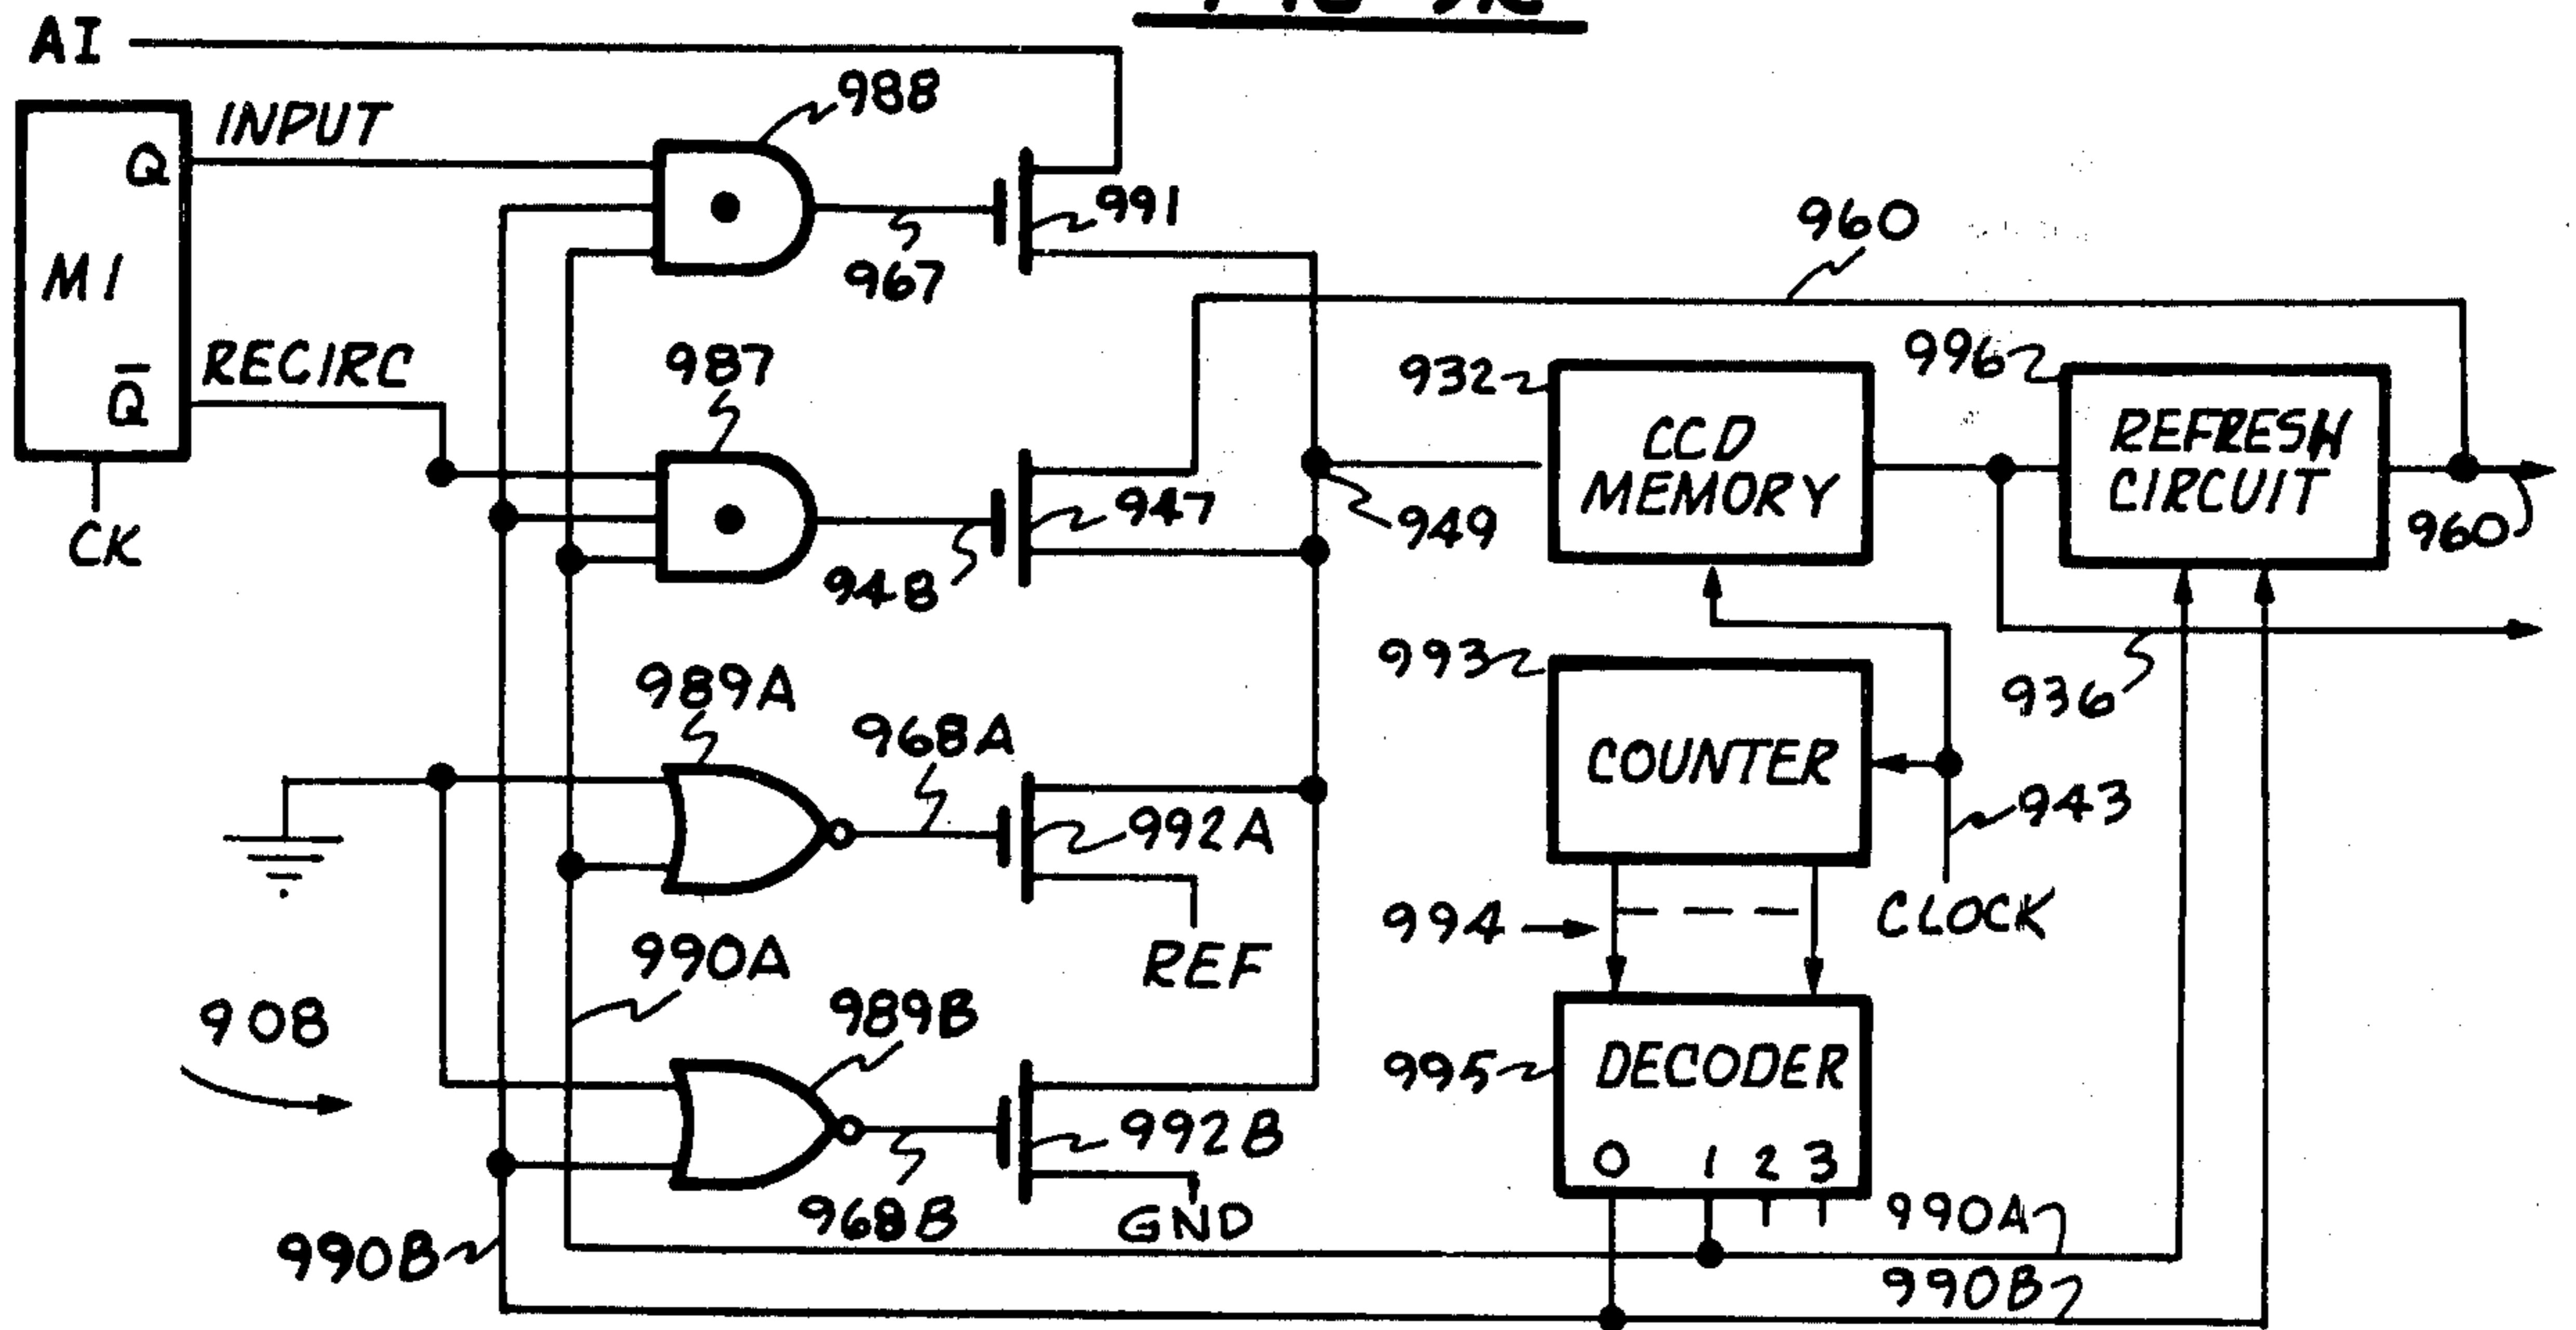 AI
988
INPUT
Q
991
967
M1
960
RECIRC
Q̄
987
932
996
CCD
MEMORY
REFRESH
CIRCUIT
947
949
960
CK
948
993
936
989A
968A
COUNTER
992A
943
994
CLOCK
REF
990A
989B
908
995
DECODER
992B
0 1 2 3
968B
GND
990A
990B
990B